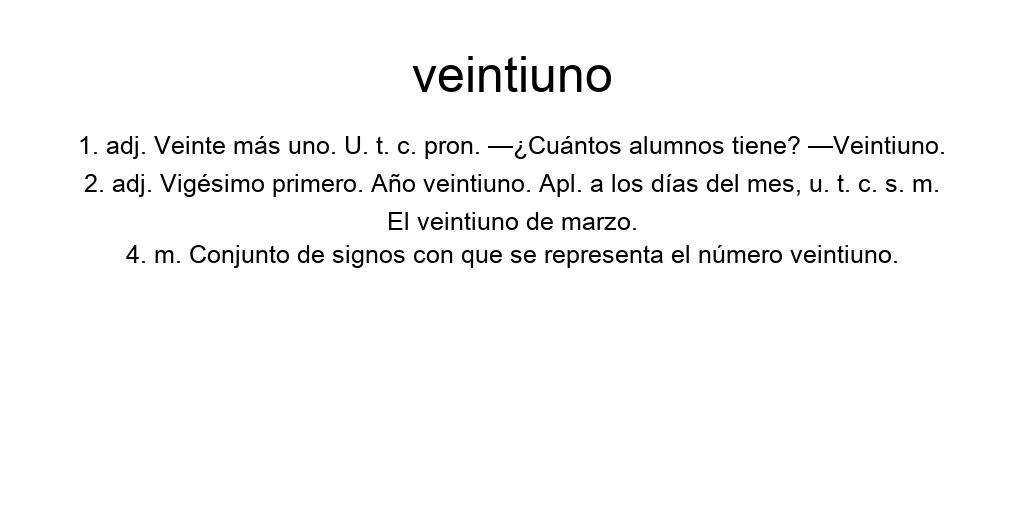 veintiuno
1. adj. Veinte más uno. U. t. c. pron. —¿Cuántos alumnos tiene? —Veintiuno.
2. adj. Vigésimo primero. Año veintiuno. Apl. a los días del mes, u. t. c. s. m.
El veintiuno de marzo.
4. m. Conjunto de signos con que se representa el número veintiuno.